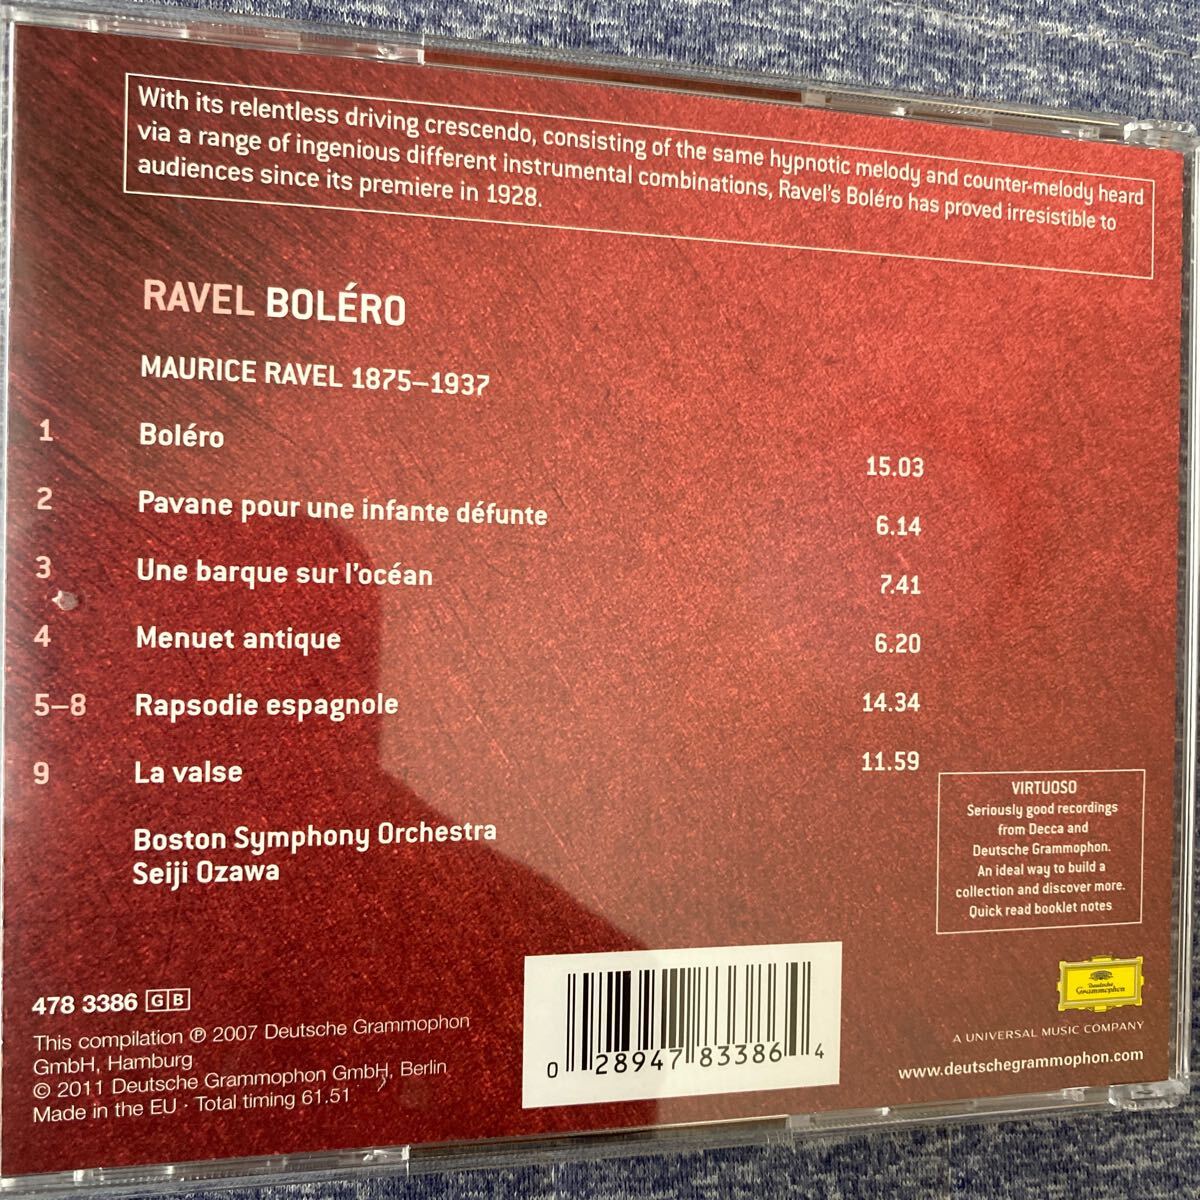 With its relentless driving crescendo, consisting of the same hypnotic melody and counter-melody heard
via a range of ingenious different instrumental combinations, Ravel's Boléro has proved irresistible to
audiences since its premiere in 1928.
RAVEL BOLÉRO
MAURICE RAVEL 1875–1937
1 Boléro 15.03
2 Pavane pour une infante défunte 6.14
3 Une barque sur l'océan 7.41
4 Menuet antique 6.20
5–8 Rapsodie espagnole 14.34
9 La valse 11.59
Boston Symphony Orchestra
Seiji Ozawa
VIRTUOSO
Seriously good recordings
from Decca and
Deutsche Grammophon.
An ideal way to build a
collection and discover more.
Quick read booklet notes
478 3386 GB
This compilation ℗ 2007 Deutsche Grammophon
GmbH, Hamburg
© 2011 Deutsche Grammophon GmbH, Berlin
Made in the EU · Total timing 61.51
0 28947 83386 4
Deutsche
Grammophon
A UNIVERSAL MUSIC COMPANY
www.deutschegrammophon.com